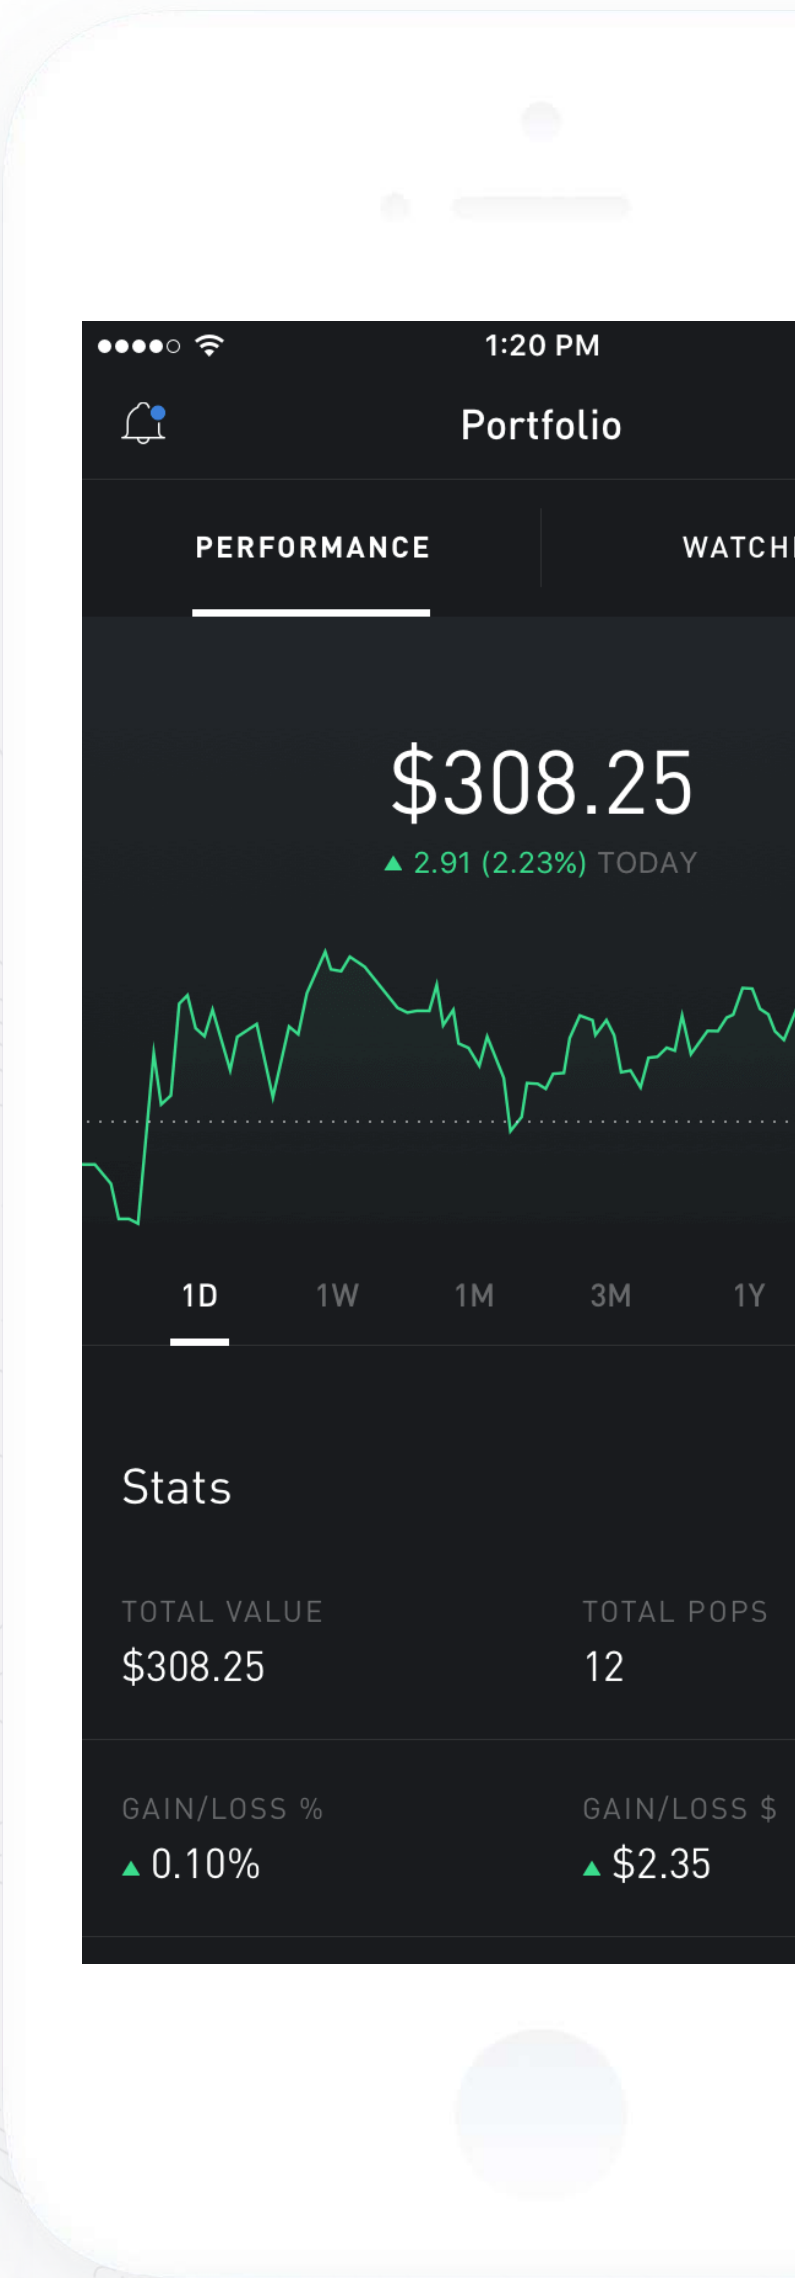 1:20 PM
Portfolio
PERFORMANCE WATCH
$308.25
▲ 2.91 (2.23%) TODAY
1D 1W 1M 3M 1Y
Stats
TOTAL VALUE TOTAL POPS
$308.25 12
GAIN/LOSS % GAIN/LOSS $
▲ 0.10% ▲ $2.35